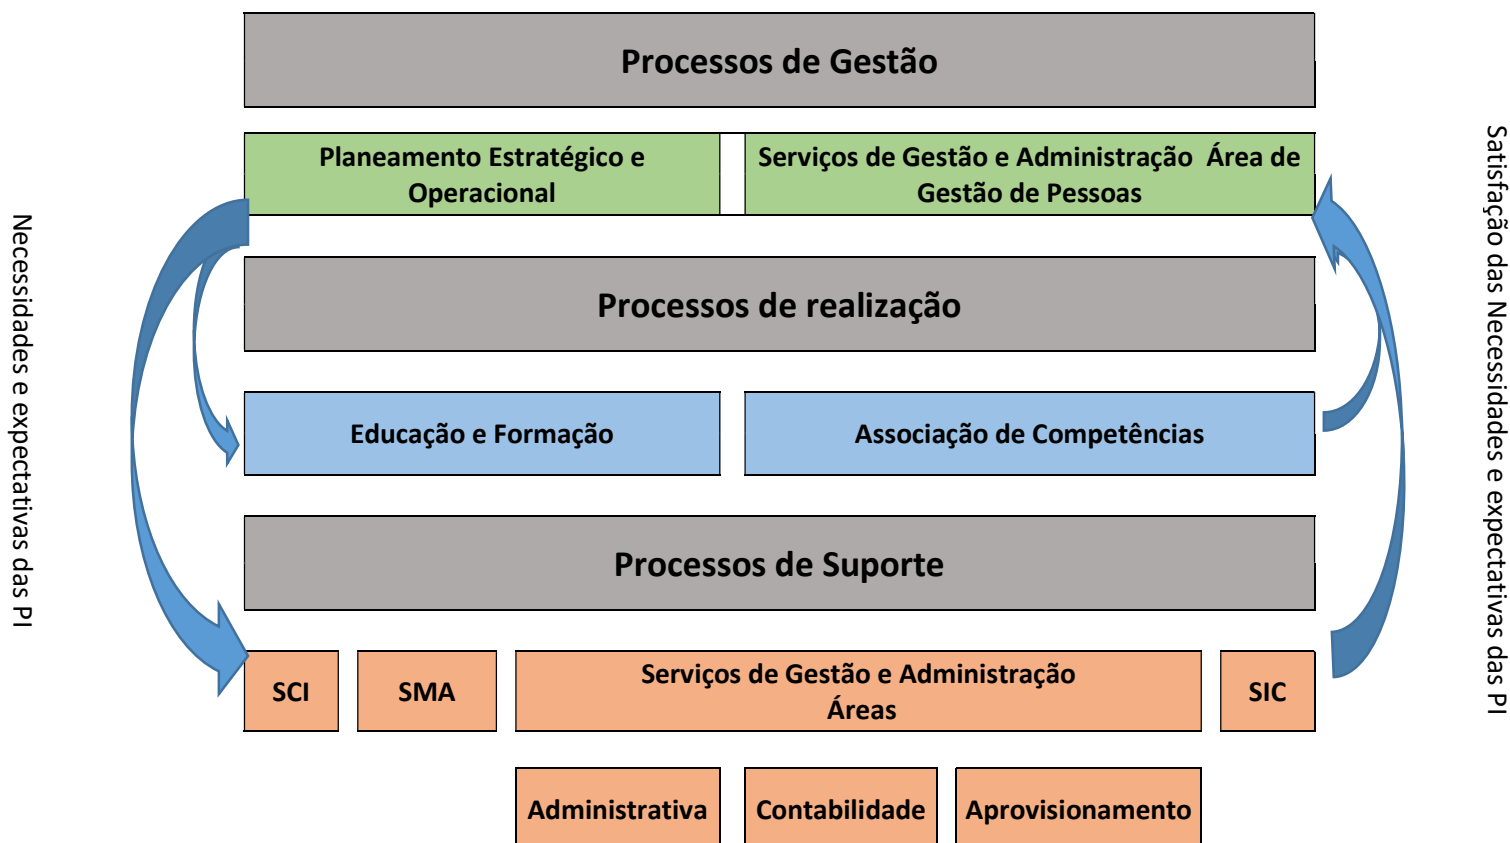 Processos de Gestão
Planeamento Estratégico e
Operacional
Serviços de Gestão e Administração Área de
Gestão de Pessoas
Necessidades e expectativas das PI
Satisfação das Necessidades e expectativas das PI
Processos de realização
Educação e Formação
Associação de Competências
Processos de Suporte
SCI
SMA
Serviços de Gestão e Administração
Áreas
SIC
Administrativa
Contabilidade
Aprovisionamento